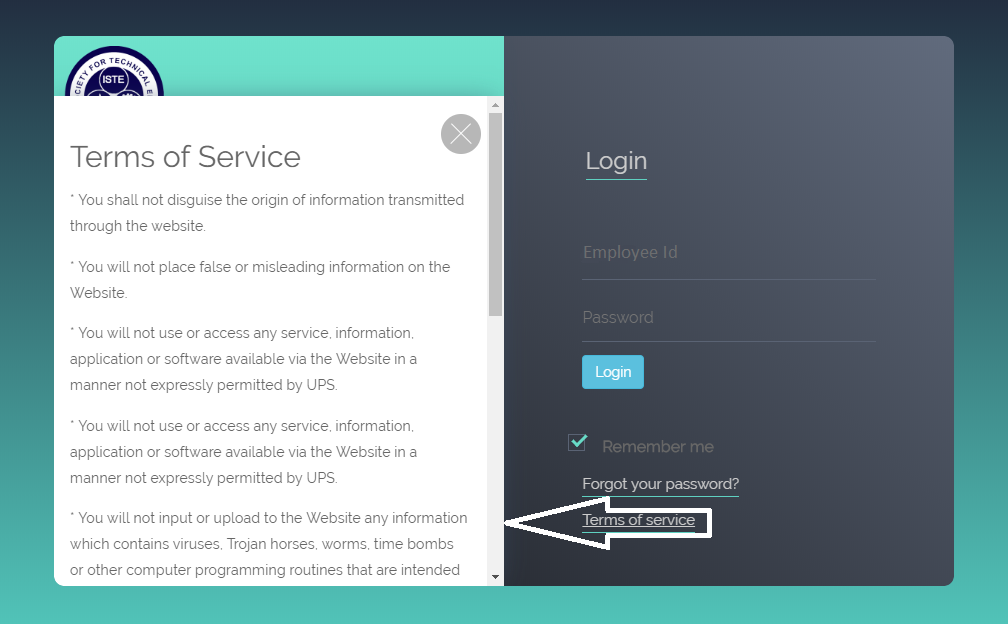 CIETY FOR TECHNICAL E
ISTE
Terms of Service
* You shall not disguise the origin of information transmitted
through the website.
* You will not place false or misleading information on the
Website.
* You will not use or access any service, information,
application or software available via the Website in a
manner not expressly permitted by UPS.
* You will not use or access any service, information,
application or software available via the Website in a
manner not expressly permitted by UPS.
* You will not input or upload to the Website any information
which contains viruses, Trojan horses, worms, time bombs
or other computer programming routines that are intended
Login
Employee Id
Password
Login
Remember me
Forgot your password?
Terms of service